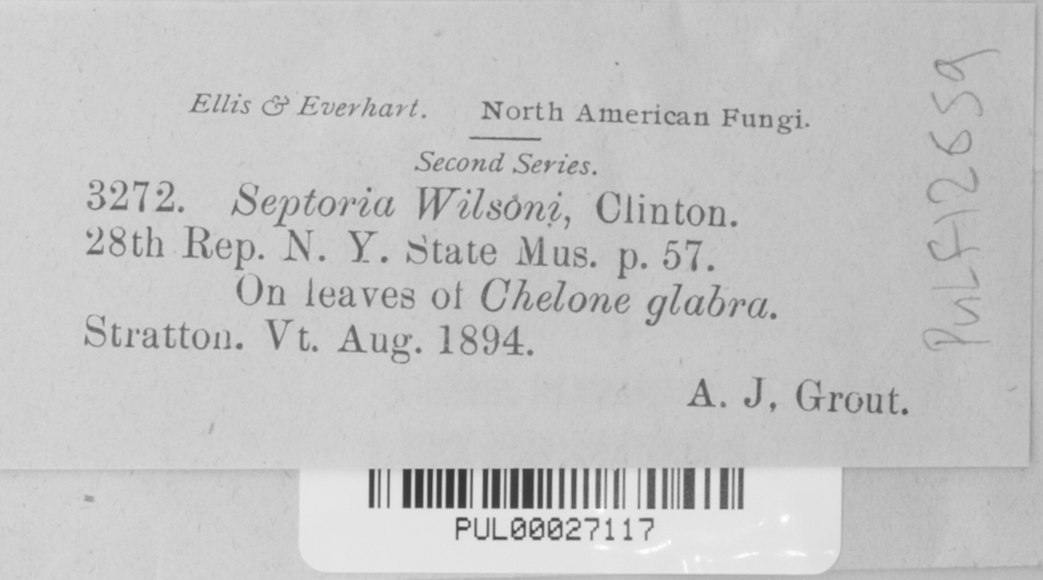 Ellis & Everhart. North American Fungi.
Second Series.
3272. Septoria Wilsoni, Clinton.
28th Rep. N. Y. State Mus. p. 57.
On leaves of Chelone glabra.
Stratton. Vt. Aug. 1894.
A. J, Grout.
PULF12659
PUL00027117